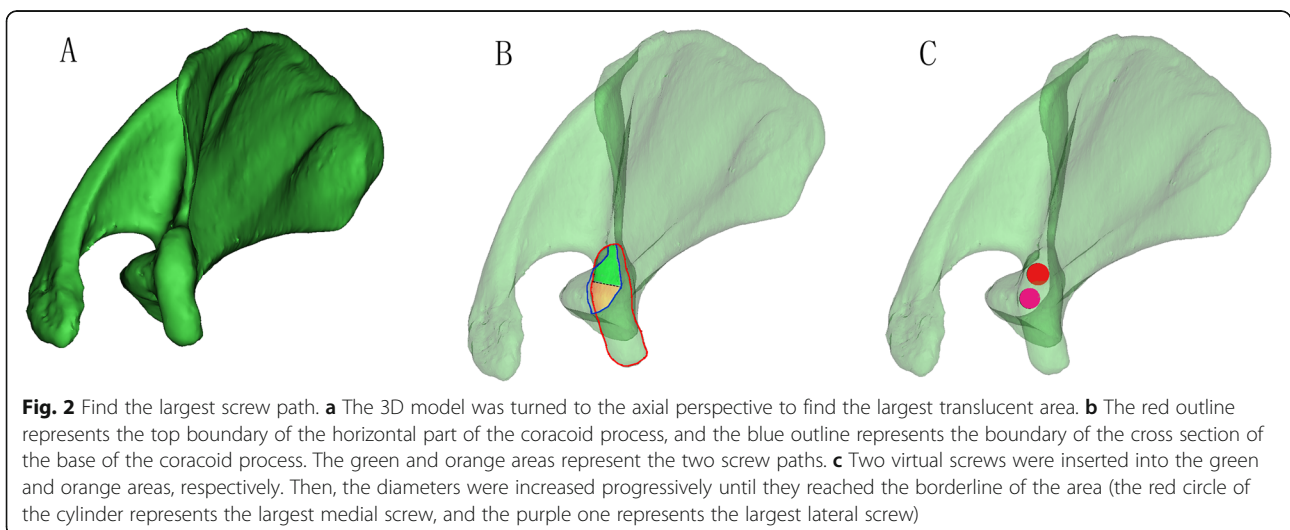 A
B
C
Fig. 2 Find the largest screw path. a The 3D model was turned to the axial perspective to find the largest translucent area. b The red outline
represents the top boundary of the horizontal part of the coracoid process, and the blue outline represents the boundary of the cross section of
the base of the coracoid process. The green and orange areas represent the two screw paths. c Two virtual screws were inserted into the green
and orange areas, respectively. Then, the diameters were increased progressively until they reached the borderline of the area (the red circle of
the cylinder represents the largest medial screw, and the purple one represents the largest lateral screw)